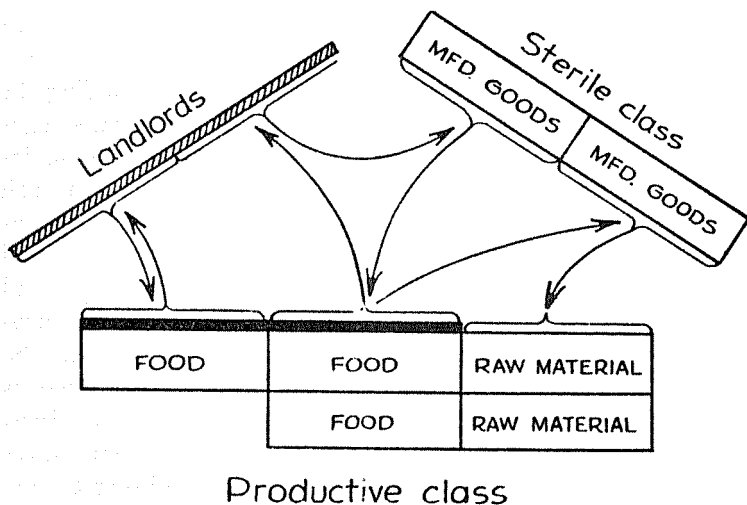 Landlords
Sterile class
MFD. GOODS
MFD. GOODS
FOOD
FOOD
RAW MATERIAL
FOOD
RAW MATERIAL
Productive class